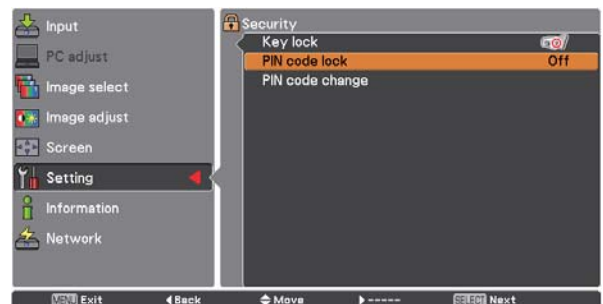 Input
PC adjust
Image select
Image adjust
Screen
Setting
Information
Network
Security
Key lock
PIN code lock Off
PIN code change
MENU Exit Back Move ----- SELECT Next